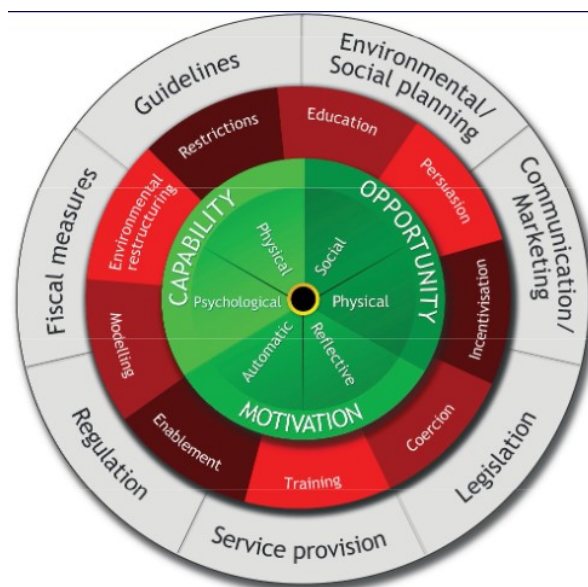 Guidelines
Environmental/
Social planning
Communication/
Marketing
Legislation
Service provision
Regulation
Fiscal measures
Restrictions
Education
Persuasion
Incentivisation
Coercion
Training
Enablement
Modelling
Environmental
restructuring
CAPABILITY
OPPORTUNITY
MOTIVATION
Physical
Social
Psychological
Physical
Automatic
Reflective